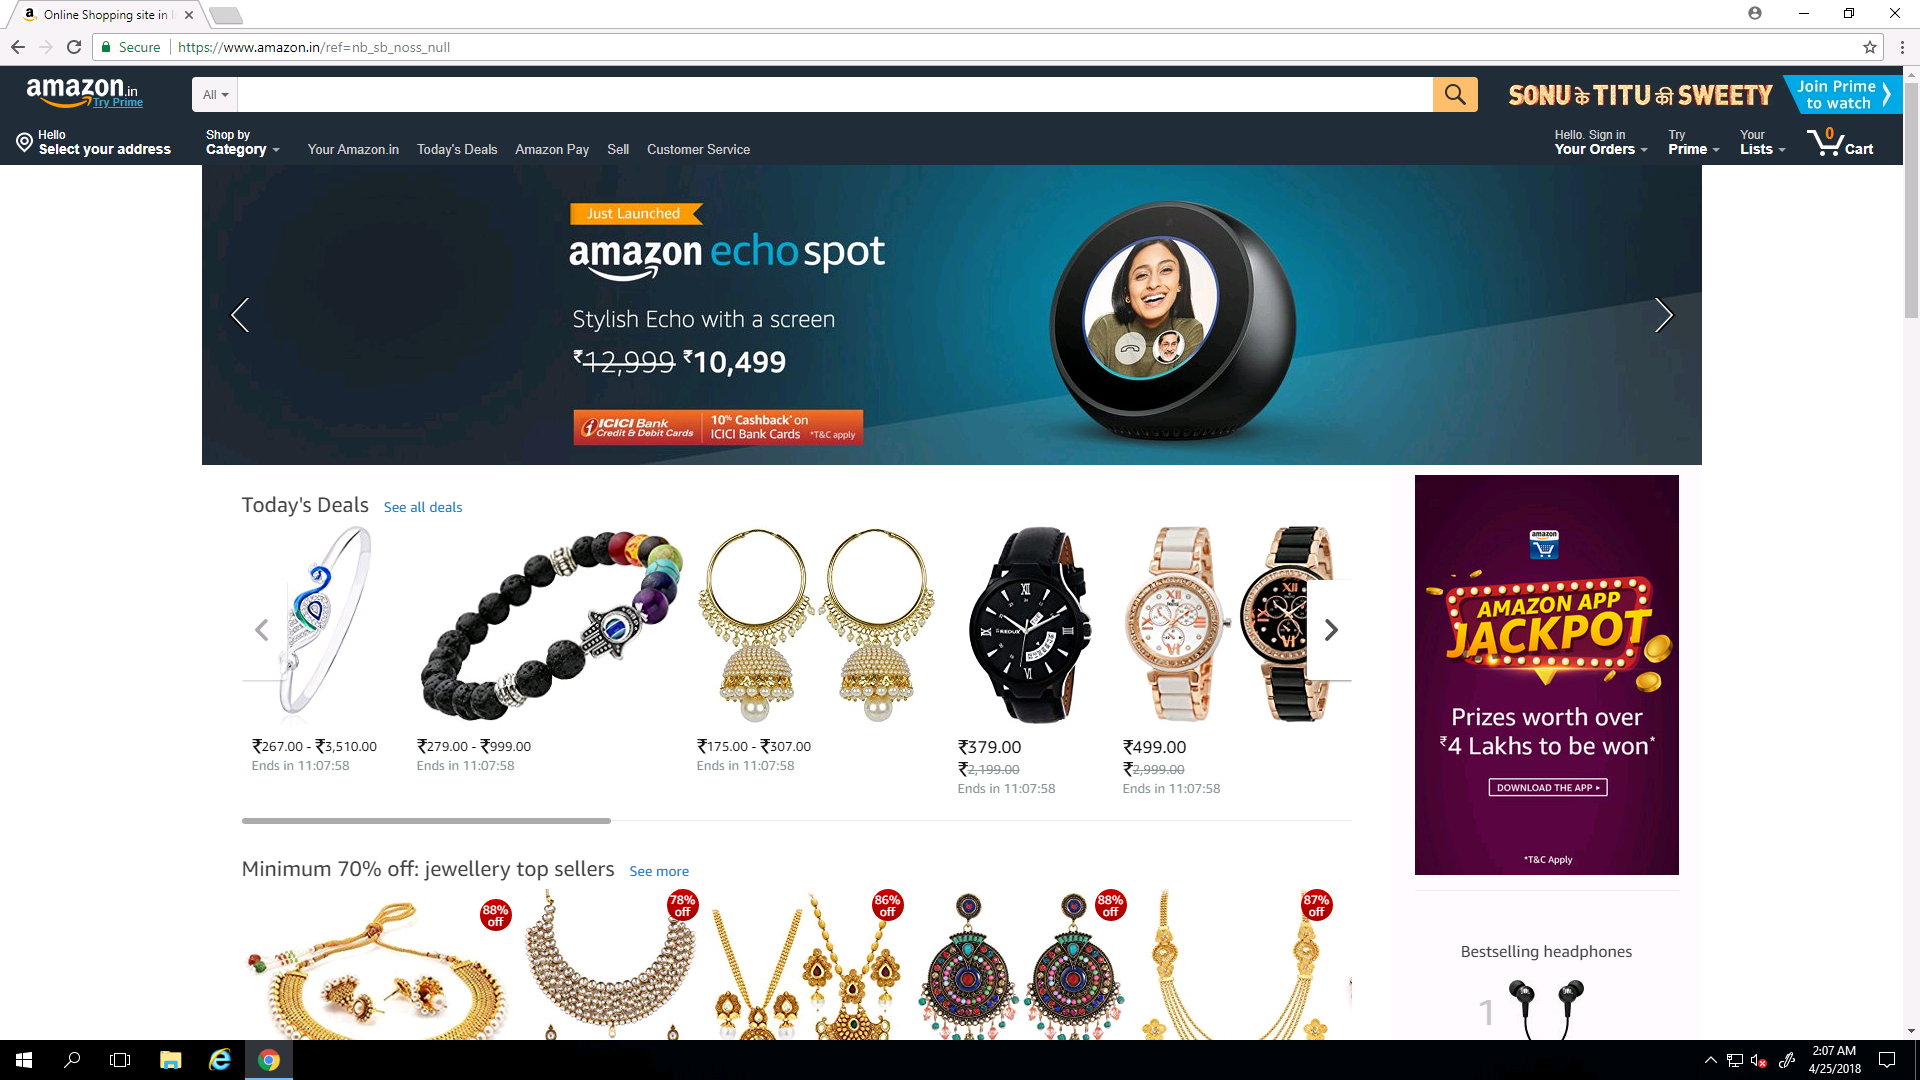 Online Shopping site in I
Secure
https://www.amazon.in/ref=nb_sb_noss_null
amazon.in
Try Prime
All
SONU के TITU की SWEETY
Join Prime
to watch
Hello
Select your address
Shop by
Category
Your Amazon.in
Today's Deals
Amazon Pay
Sell
Customer Service
Hello. Sign in
Your Orders
Try
Prime
Your
Lists
0
Cart
Just Launched
amazon echo spot
Stylish Echo with a screen
₹12,999 ₹10,499
ICICI Bank
Credit & Debit Cards
10% Cashback* on
ICICI Bank Cards *T&C apply
Today's Deals
See all deals
₹267.00 - ₹3,510.00
Ends in 11:07:58
₹279.00 - ₹999.00
Ends in 11:07:58
₹175.00 - ₹307.00
Ends in 11:07:58
₹379.00
₹2,199.00
Ends in 11:07:58
₹499.00
₹2,999.00
Ends in 11:07:58
amazon
AMAZON APP
JACKPOT
Prizes worth over
₹4 Lakhs to be won*
DOWNLOAD THE APP
*T&C Apply
Minimum 70% off: jewellery top sellers
See more
88%
off
78%
off
86%
off
88%
off
87%
off
Bestselling headphones
1
2:07 AM
4/25/2018